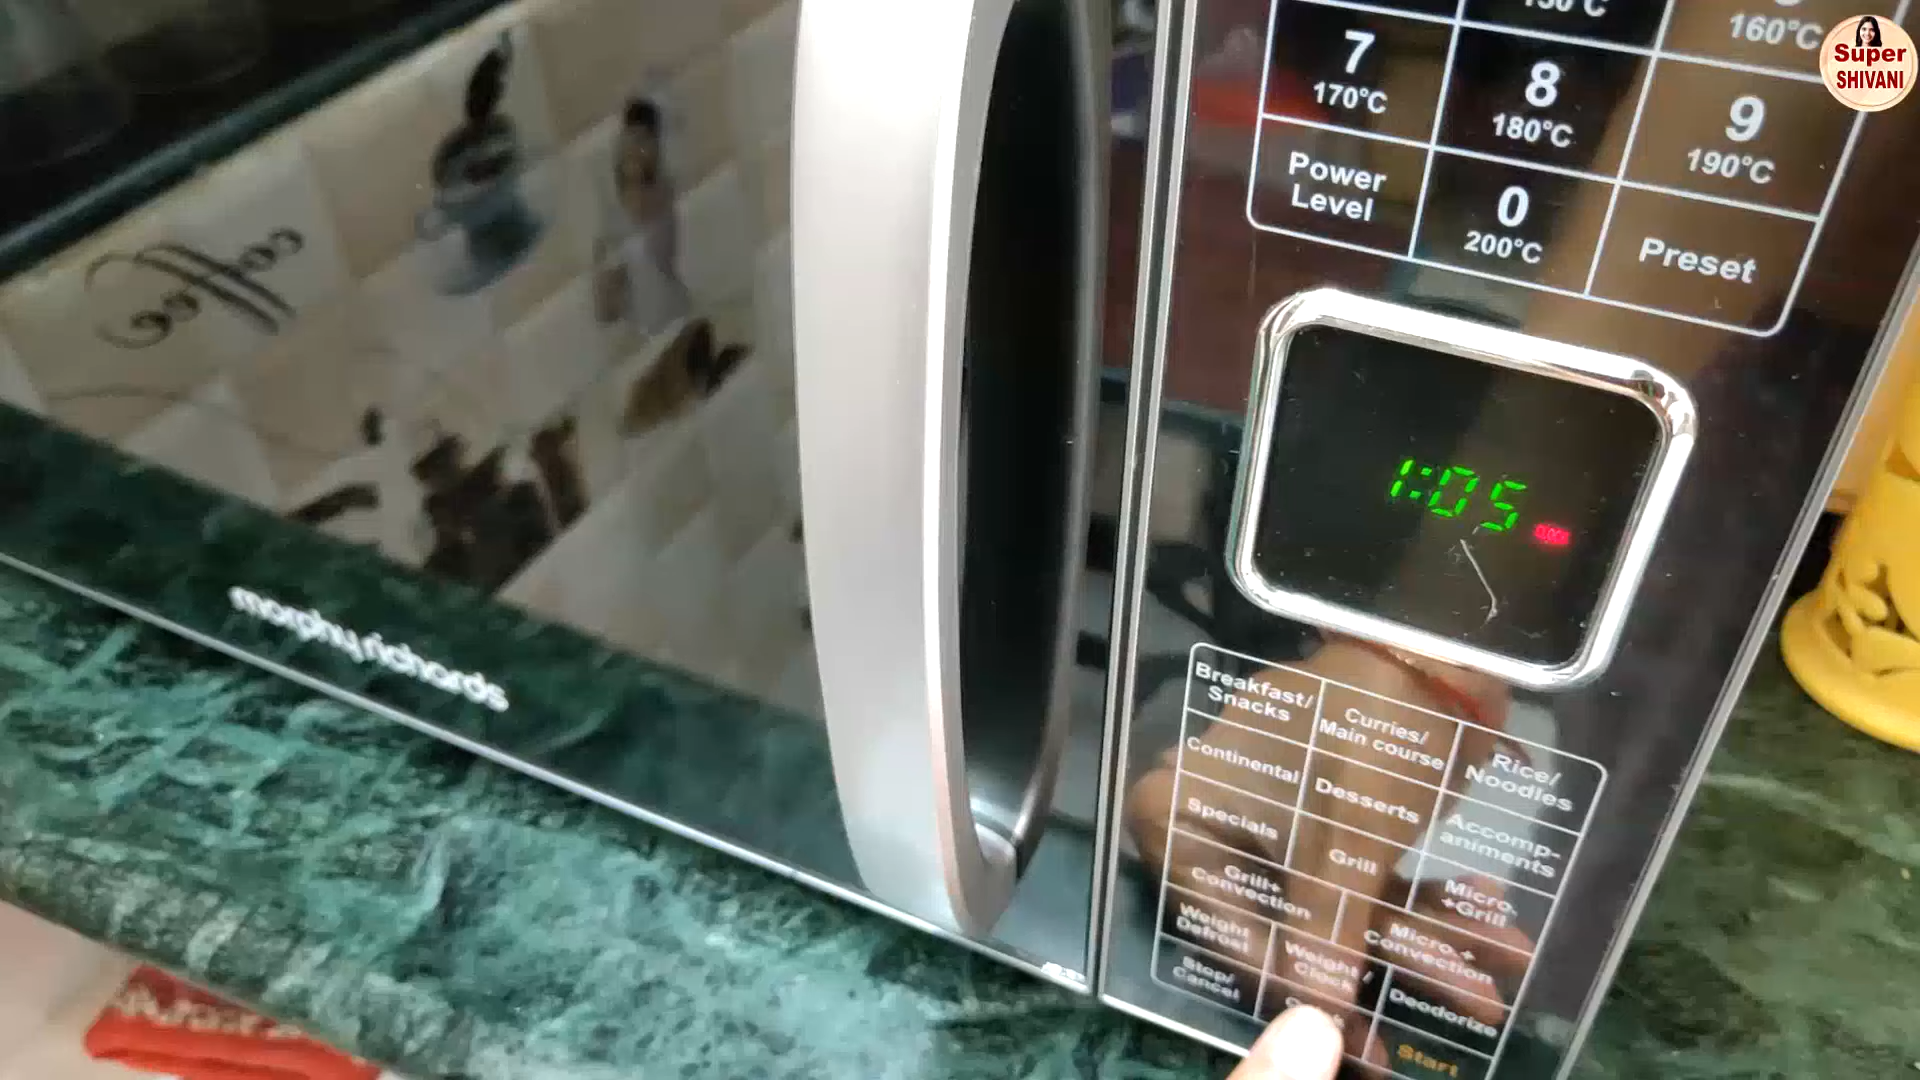 160°C
Super
SHIVANI
7
170°C
8
180°C
9
190°C
Power
Level
0
200°C
Preset
coffee
1:05
morphy richards
Breakfast/
Snacks
Curries/
Main course
Rice/
Noodles
Continental
Desserts
Accomp-
animents
Specials
Grill
Micro.
+Grill
Grill+
Convection
Micro.+
Convection
Weight
Defrost
Weight /
Clock
Deodorize
Stop/
Cancel
Start